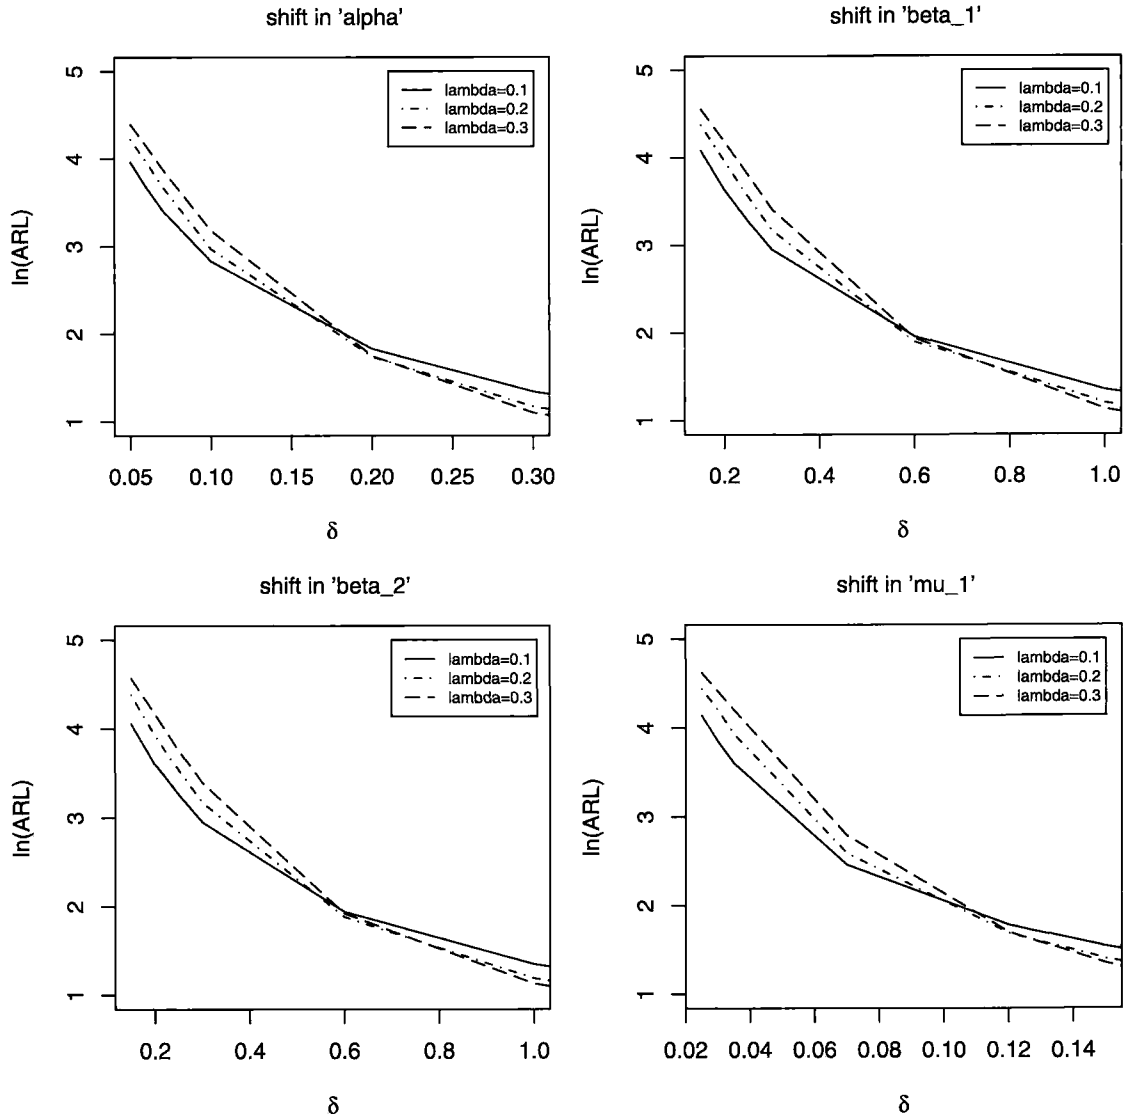 shift in 'alpha'
ln(ARL)
5
4
3
2
1
lambda=0.1
lambda=0.2
lambda=0.3
0.05 0.10 0.15 0.20 0.25 0.30
δ
shift in 'beta_1'
ln(ARL)
5
4
3
2
1
lambda=0.1
lambda=0.2
lambda=0.3
0.2 0.4 0.6 0.8 1.0
δ
shift in 'beta_2'
ln(ARL)
5
4
3
2
1
lambda=0.1
lambda=0.2
lambda=0.3
0.2 0.4 0.6 0.8 1.0
δ
shift in 'mu_1'
ln(ARL)
5
4
3
2
1
lambda=0.1
lambda=0.2
lambda=0.3
0.02 0.04 0.06 0.08 0.10 0.12 0.14
δ